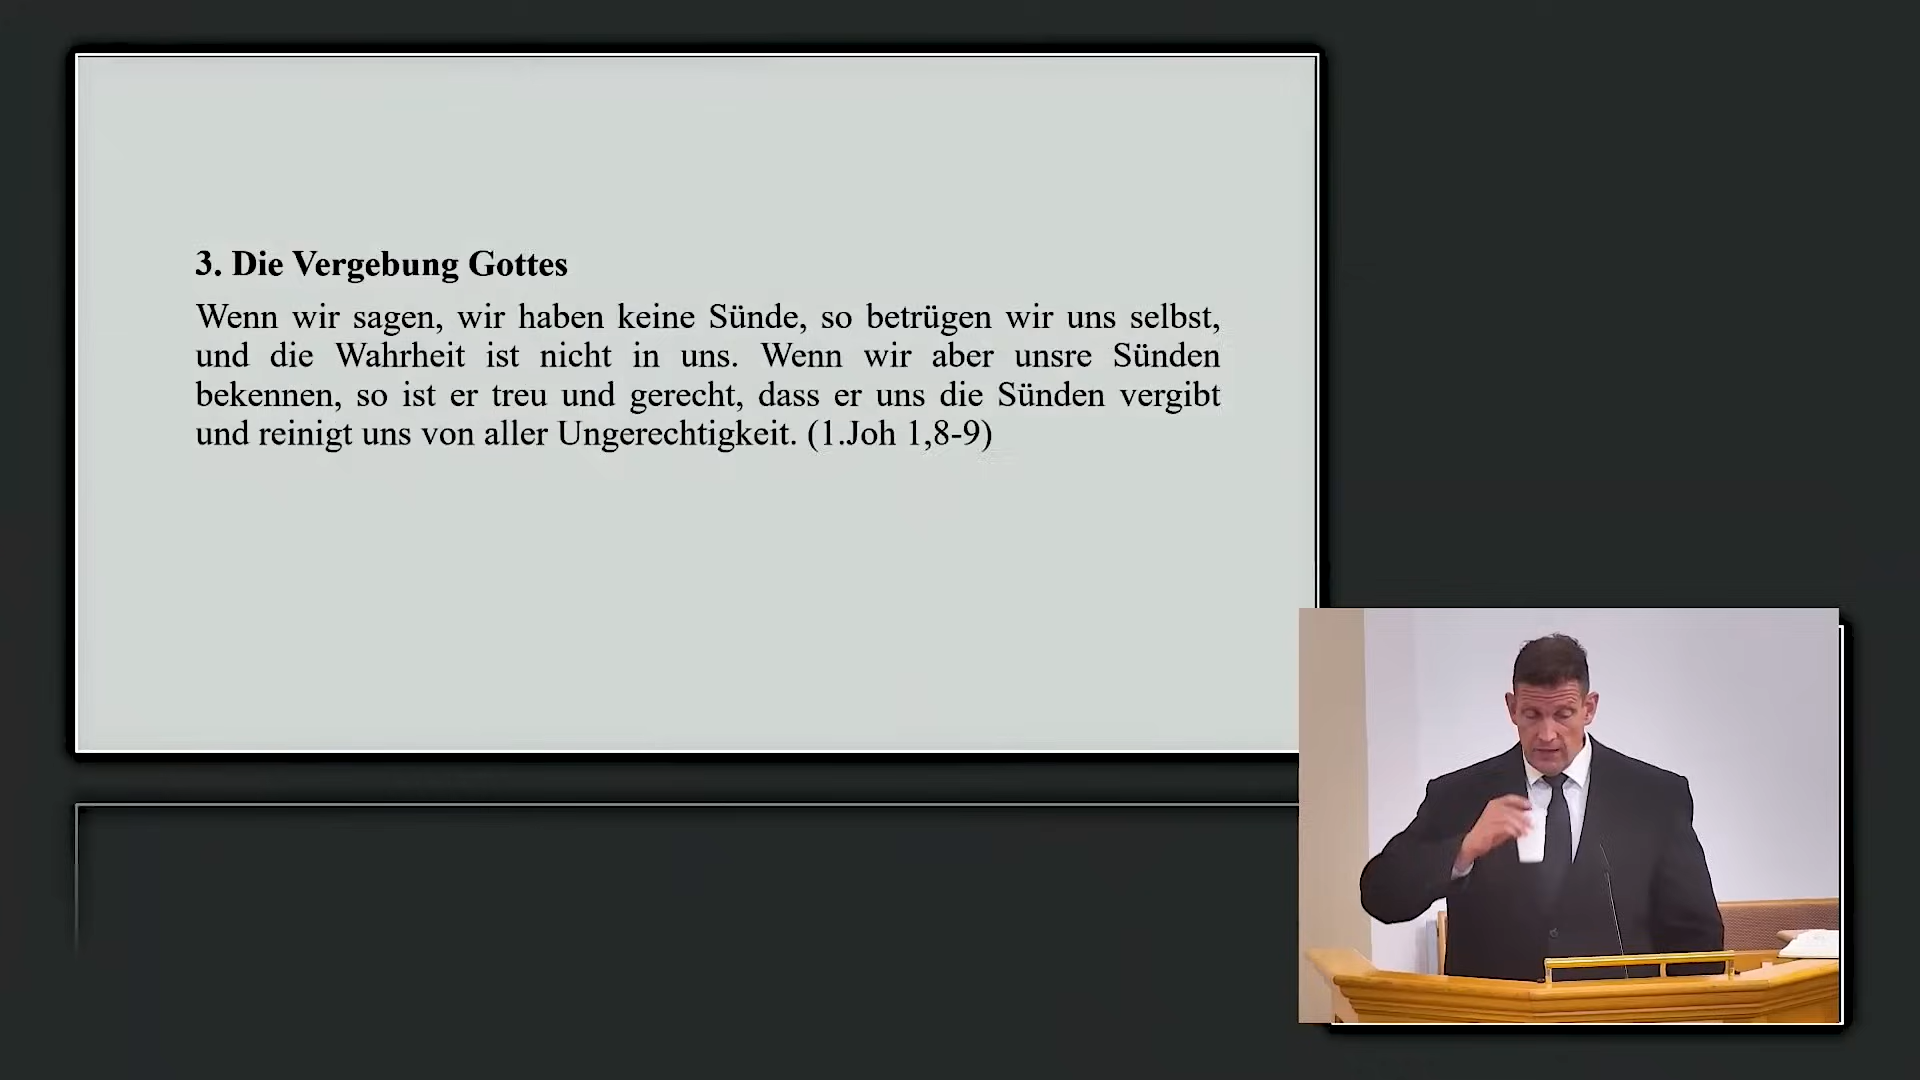 3. Die Vergebung Gottes
Wenn wir sagen, wir haben keine Sünde, so betrügen wir uns selbst,
und die Wahrheit ist nicht in uns. Wenn wir aber unsre Sünden
bekennen, so ist er treu und gerecht, dass er uns die Sünden vergibt
und reinigt uns von aller Ungerechtigkeit. (1.Joh 1,8-9)